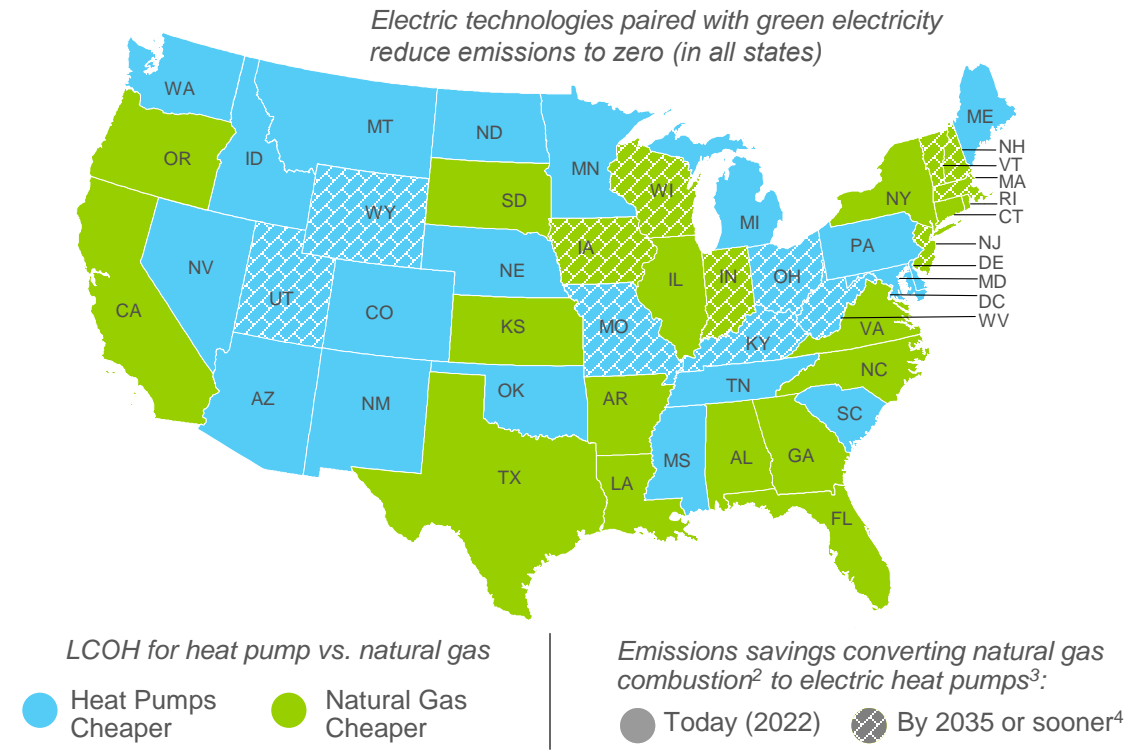 Electric technologies paired with green electricity
reduce emissions to zero (in all states)
WA
MT
ND
ME
OR
ID
MN
NH
VT
WI
MA
SD
NY
RI
WY
CT
MI
PA
NJ
IA
DE
NE
NV
IN
OH
MD
UT
IL
DC
CO
WV
CA
KS
MO
KY
VA
NC
OK
TN
AZ
NM
AR
SC
MS
AL
GA
TX
LA
FL
LCOH for heat pump vs. natural gas
Heat Pumps
Cheaper
Natural Gas
Cheaper
Emissions savings converting natural gas
combustion² to electric heat pumps³:
Today (2022)
By 2035 or sooner⁴